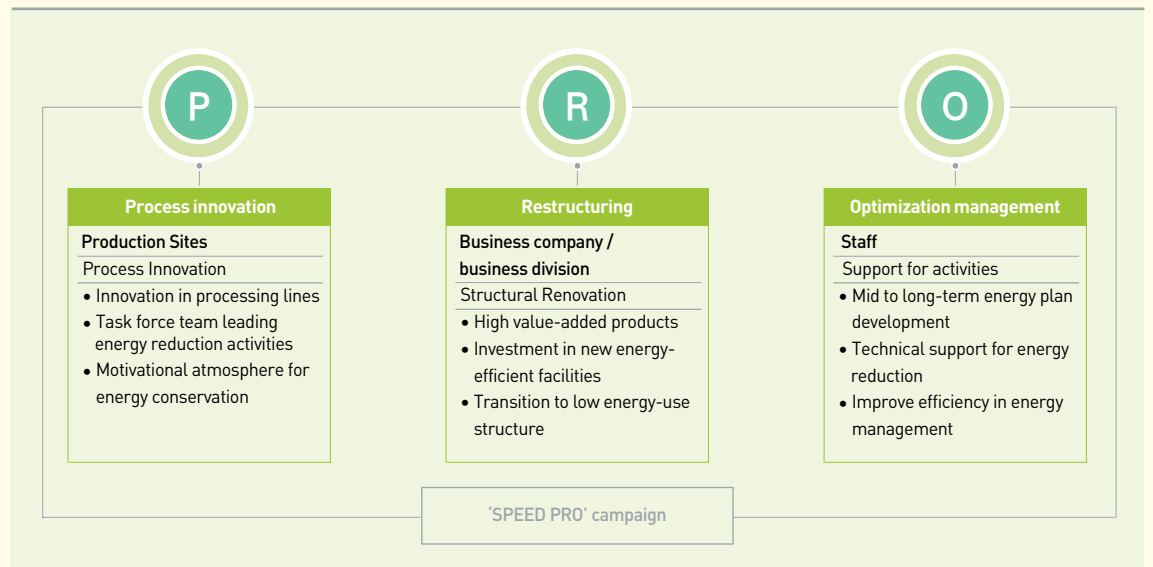 P
R
O
Process innovation
Production Sites
Process Innovation
• Innovation in processing lines
• Task force team leading
energy reduction activities
• Motivational atmosphere for
energy conservation
Restructuring
Business company /
business division
Structural Renovation
• High value-added products
• Investment in new energy-
efficient facilities
• Transition to low energy-use
structure
Optimization management
Staff
Support for activities
• Mid to long-term energy plan
development
• Technical support for energy
reduction
• Improve efficiency in energy
management
‘SPEED PRO’ campaign